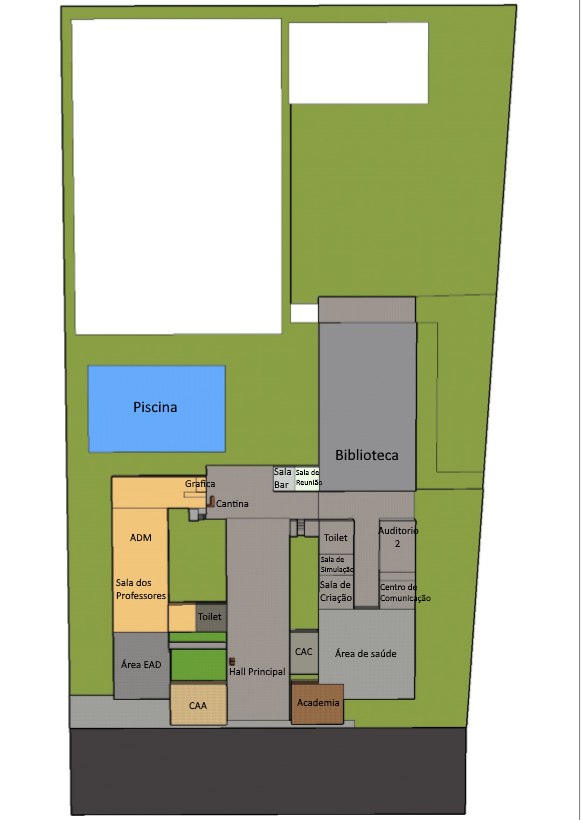 Piscina
Biblioteca
Sala
Bar
Sala de
Reunião
Grafica
Cantina
ADM
Toilet
Auditorio
2
Sala de
Simulação
Sala dos
Professores
Sala de
Criação
Centro de
Comunicação
Toilet
Área EAD
CAC
Área de saúde
Hall Principal
CAA
Academia